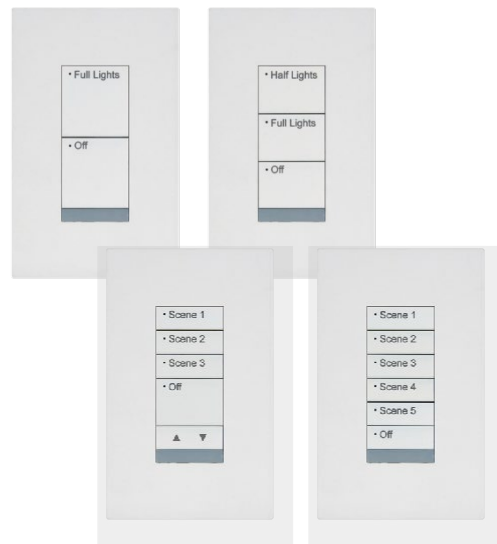 • Full Lights
• Off
• Half Lights
• Full Lights
• Off
• Scene 1
• Scene 2
• Scene 3
• Off
▲ ▼
• Scene 1
• Scene 2
• Scene 3
• Scene 4
• Scene 5
• Off